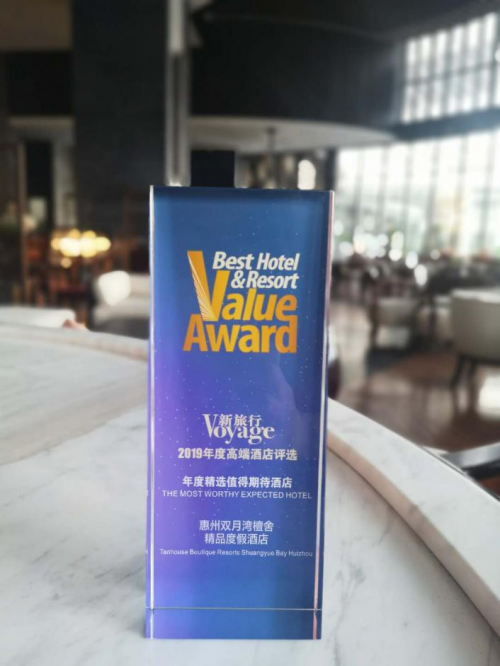 Best Hotel
& Resort
Value
Award
新旅行
Voyage
2019年度高端酒店评选
年度精选值得期待酒店
THE MOST WORTHY EXPECTED HOTEL
惠州双月湾檀舍
精品度假酒店
Tanhouse Boutique Resorts Shuangyue Bay Huizhou